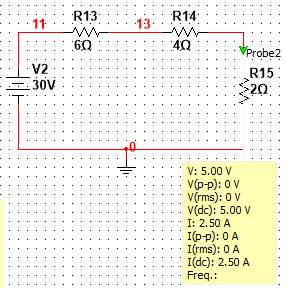 11
R13
6Ω
13
R14
4Ω
Probe2
V2
30V
R15
2Ω
0
V: 5.00 V
V(p-p): 0 V
V(rms): 0 V
V(dc): 5.00 V
I: 2.50 A
I(p-p): 0 A
I(rms): 0 A
I(dc): 2.50 A
Freq.: